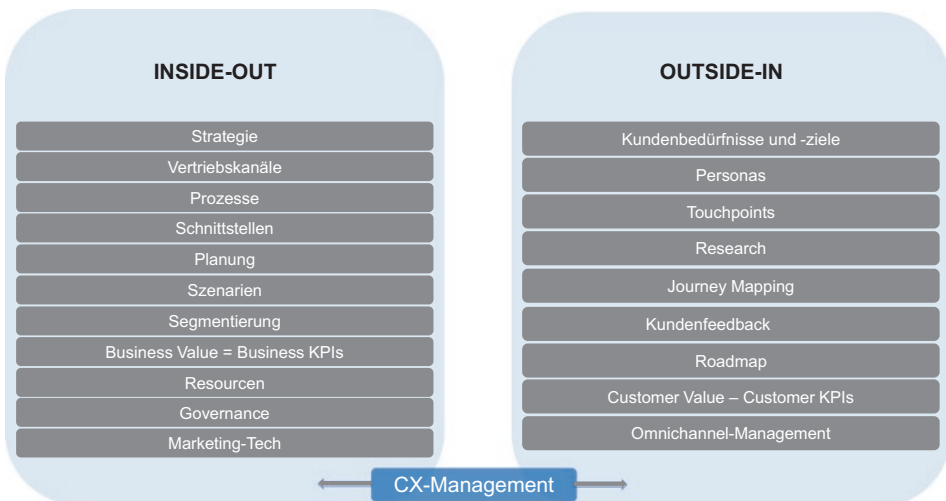 INSIDE-OUT
Strategie
Vertriebskanäle
Prozesse
Schnittstellen
Planung
Szenarien
Segmentierung
Business Value = Business KPIs
Resourcen
Governance
Marketing-Tech
OUTSIDE-IN
Kundenbedürfnisse und -ziele
Personas
Touchpoints
Research
Journey Mapping
Kundenfeedback
Roadmap
Customer Value – Customer KPIs
Omnichannel-Management
CX-Management